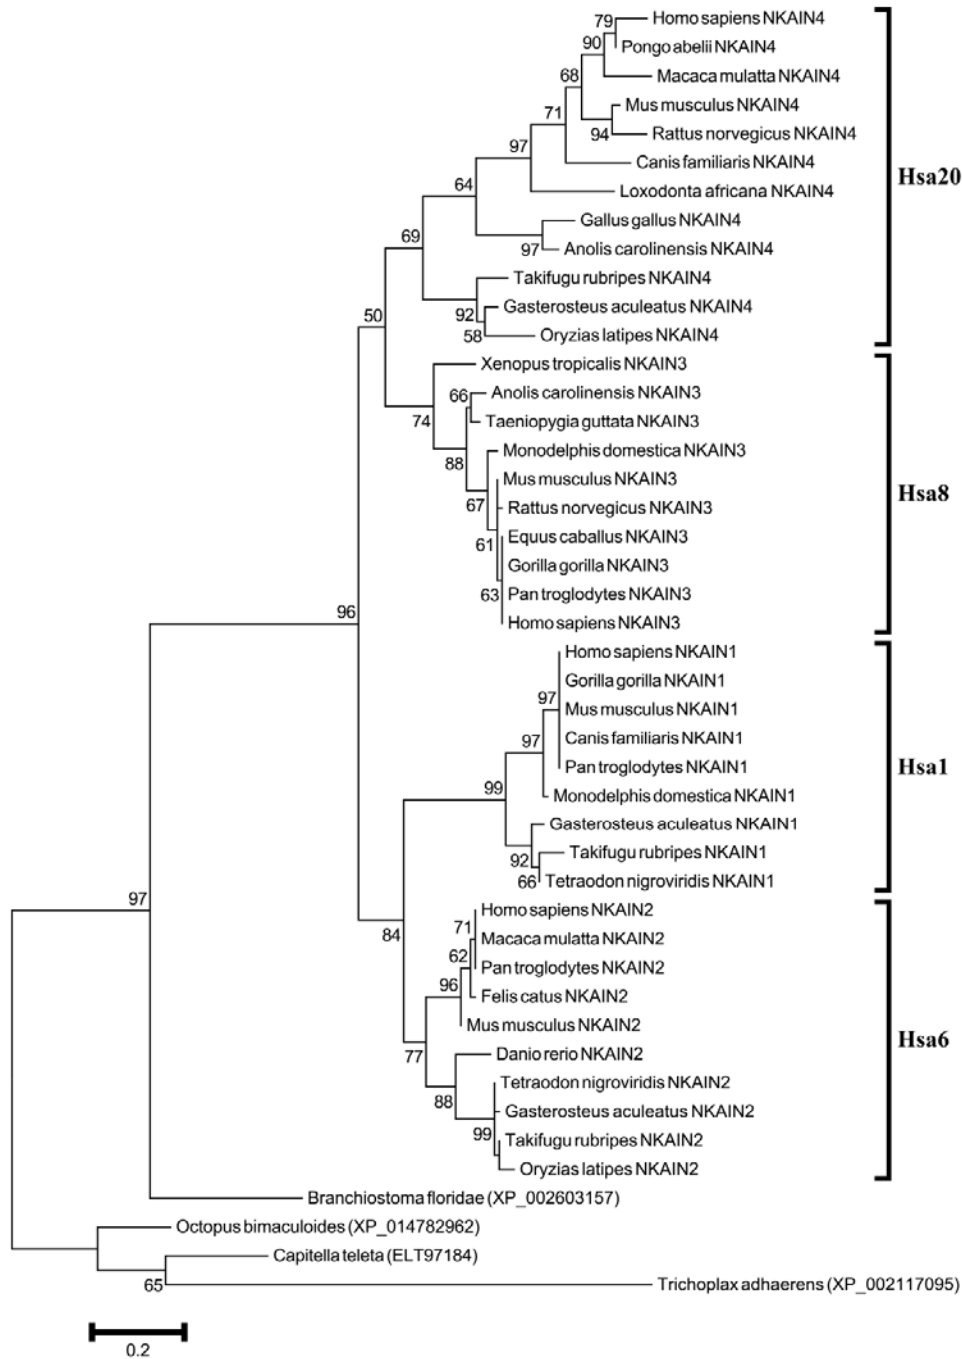 79
Homo sapiens NKAIN4
90
Pongo abelii NKAIN4
68
Macaca mulatta NKAIN4
71
Mus musculus NKAIN4
94
Rattus norvegicus NKAIN4
97
Canis familiaris NKAIN4
Hsa20
64
Loxodonta africana NKAIN4
69
Gallus gallus NKAIN4
97
Anolis carolinensis NKAIN4
Takifugu rubripes NKAIN4
92
Gasterosteus aculeatus NKAIN4
50
58
Oryzias latipes NKAIN4
Xenopus tropicalis NKAIN3
66
Anolis carolinensis NKAIN3
74
Taeniopygia guttata NKAIN3
88
Monodelphis domestica NKAIN3
Mus musculus NKAIN3
Hsa8
67
Rattus norvegicus NKAIN3
61
Equus caballus NKAIN3
Gorilla gorilla NKAIN3
63
Pan troglodytes NKAIN3
96
Homo sapiens NKAIN3
Homo sapiens NKAIN1
Gorilla gorilla NKAIN1
97
Mus musculus NKAIN1
97
Canis familiaris NKAIN1
Pan troglodytes NKAIN1
Hsa1
99
Monodelphis domestica NKAIN1
Gasterosteus aculeatus NKAIN1
92
Takifugu rubripes NKAIN1
66
Tetraodon nigroviridis NKAIN1
97
Homo sapiens NKAIN2
71
84
Macaca mulatta NKAIN2
62
Pan troglodytes NKAIN2
96
Felis catus NKAIN2
Mus musculus NKAIN2
Hsa6
77
Danio rerio NKAIN2
Tetraodon nigroviridis NKAIN2
88
Gasterosteus aculeatus NKAIN2
99
Takifugu rubripes NKAIN2
Oryzias latipes NKAIN2
Branchiostoma floridae (XP_002603157)
Octopus bimaculoides (XP_014782962)
Capitella teleta (ELT97184)
65
Trichoplax adhaerens (XP_002117095)
0.2